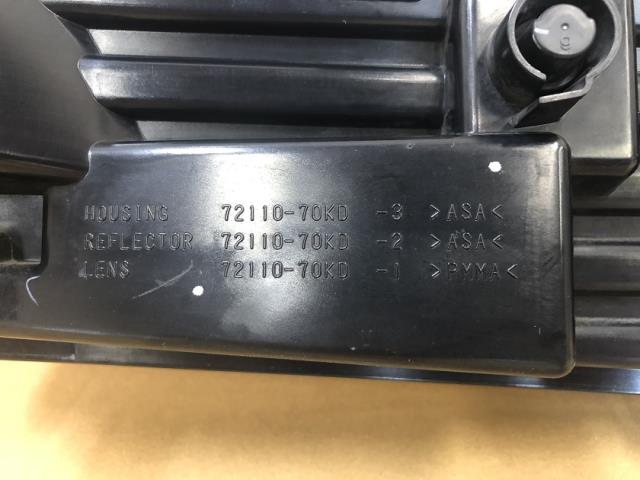 HOUSING 72110-70KD -3 >ASA<
REFLECTOR 72110-70KD -2 >ASA<
LENS 72110-70KD -1 >PMMA<